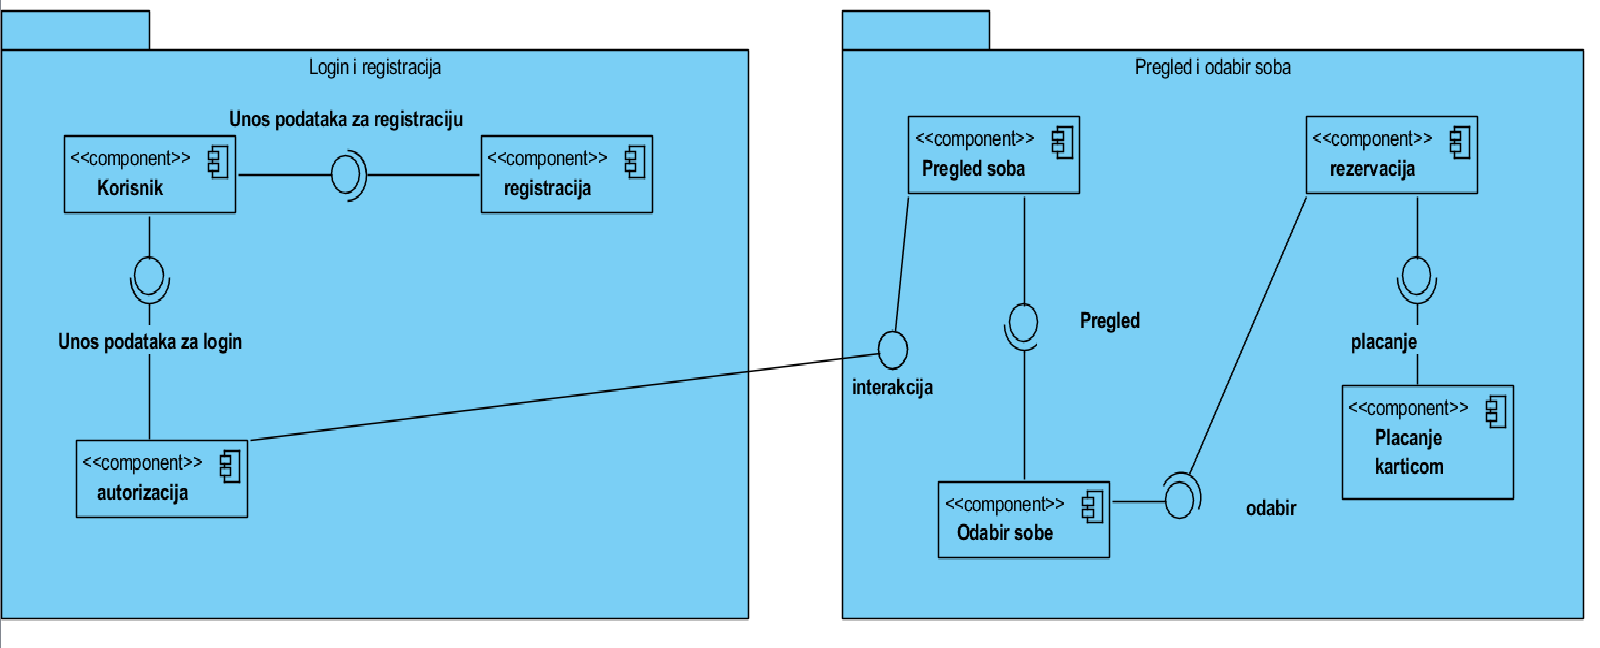 Login i registracija
Unos podataka za registraciju
<<component>>
Korisnik
<<component>>
registracija
Unos podataka za login
<<component>>
autorizacija
Pregled i odabir soba
<<component>>
Pregled soba
<<component>>
rezervacija
Pregled
interakcija
placanje
<<component>>
Placanje
karticom
<<component>>
Odabir sobe
odabir